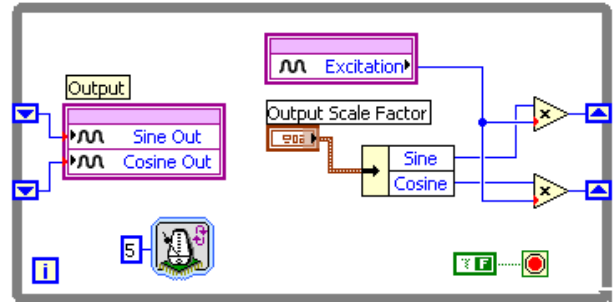 Output
Sine Out
Cosine Out
Excitation
Output Scale Factor
Sine
Cosine
x
x
5
i
F